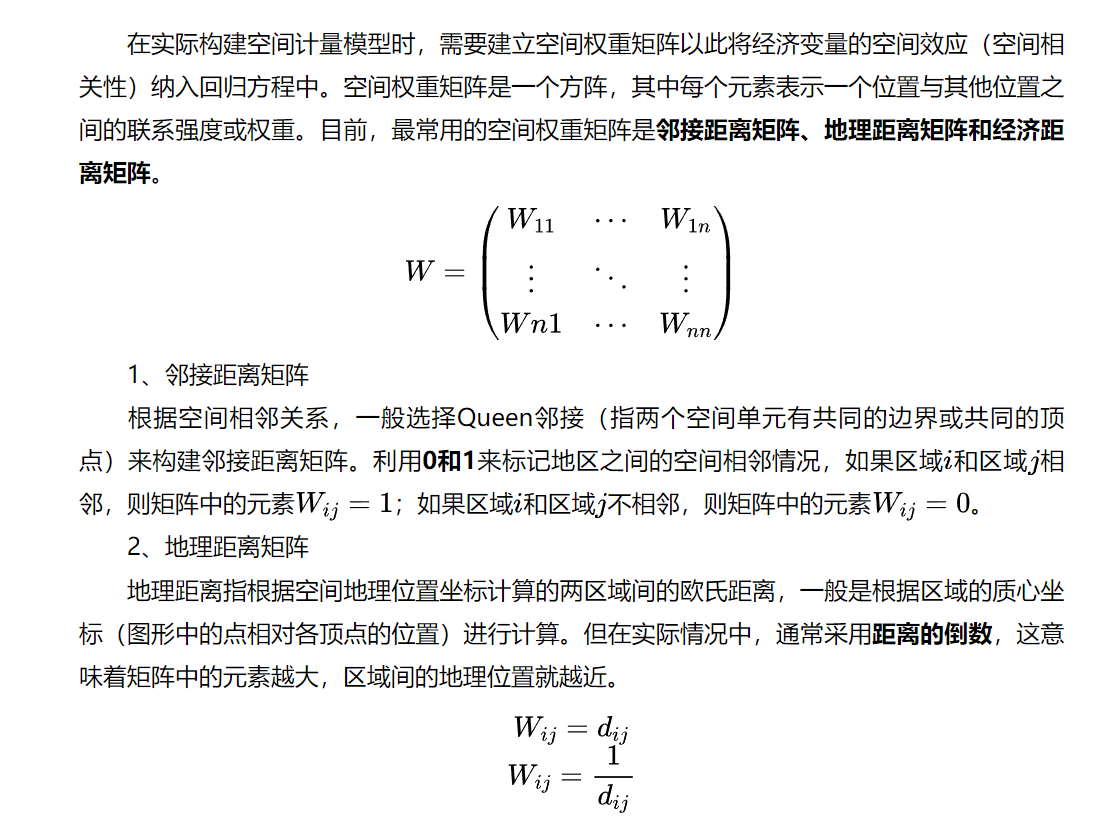 在实际构建空间计量模型时，需要建立空间权重矩阵以此将经济变量的空间效应（空间相
关性）纳入回归方程中。空间权重矩阵是一个方阵，其中每个元素表示一个位置与其他位置之
间的联系强度或权重。目前，最常用的空间权重矩阵是邻接距离矩阵、地理距离矩阵和经济距
离矩阵。
W = \begin{pmatrix} W_{11} & \cdots & W_{1n} \\ \vdots & \ddots & \vdots \\ Wn1 & \cdots & W_{nn} \end{pmatrix}
1、邻接距离矩阵
根据空间相邻关系，一般选择Queen邻接（指两个空间单元有共同的边界或共同的顶
点）来构建邻接距离矩阵。利用0和1来标记地区之间的空间相邻情况，如果区域i和区域j相
邻，则矩阵中的元素W_{ij} = 1；如果区域i和区域j不相邻，则矩阵中的元素W_{ij} = 0。
2、地理距离矩阵
地理距离指根据空间地理位置坐标计算的两区域间的欧氏距离，一般是根据区域的质心坐
标（图形中的点相对各顶点的位置）进行计算。但在实际情况中，通常采用距离的倒数，这意
味着矩阵中的元素越大，区域间的地理位置就越近。
W_{ij} = d_{ij}
W_{ij} = \frac{1}{d_{ij}}